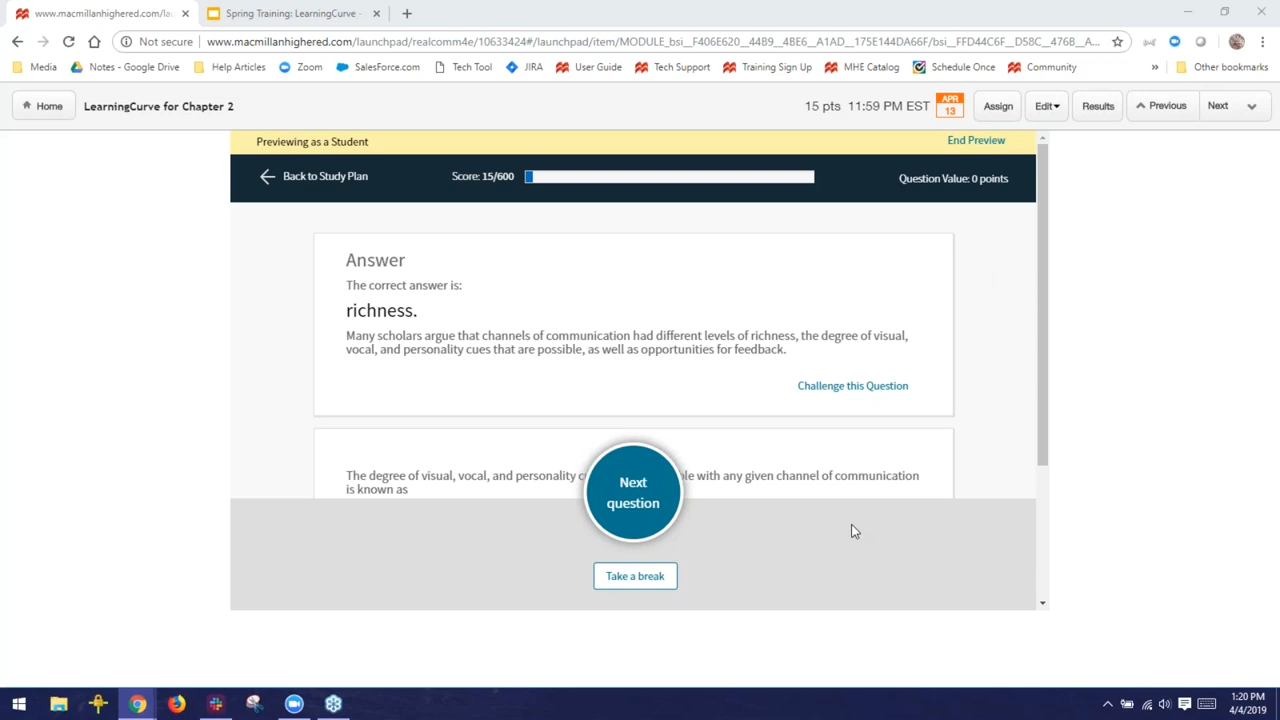 www.macmillanhighered.com/lau
Spring Training: LearningCurve -
Not secure
www.macmillanhighered.com/launchpad/realcomm4e/10633424#/launchpad/item/MODULE_bsi__F406E620__44B9__4BE6__A1AD__175E144DA66F/bsi__FFD44C6F__D58C__476B__A...
Media
Notes - Google Drive
Help Articles
Zoom
SalesForce.com
Tech Tool
JIRA
User Guide
Tech Support
Training Sign Up
MHE Catalog
Schedule Once
Community
»
Other bookmarks
Home
LearningCurve for Chapter 2
15 pts 11:59 PM EST
APR
13
Assign
Edit
Results
Previous
Next
Previewing as a Student
End Preview
Back to Study Plan
Score: 15/600
Question Value: 0 points
Answer
The correct answer is:
richness.
Many scholars argue that channels of communication had different levels of richness, the degree of visual,
vocal, and personality cues that are possible, as well as opportunities for feedback.
Challenge this Question
The degree of visual, vocal, and personality c le with any given channel of communication
is known as
Next
question
Take a break
1:20 PM
4/4/2019